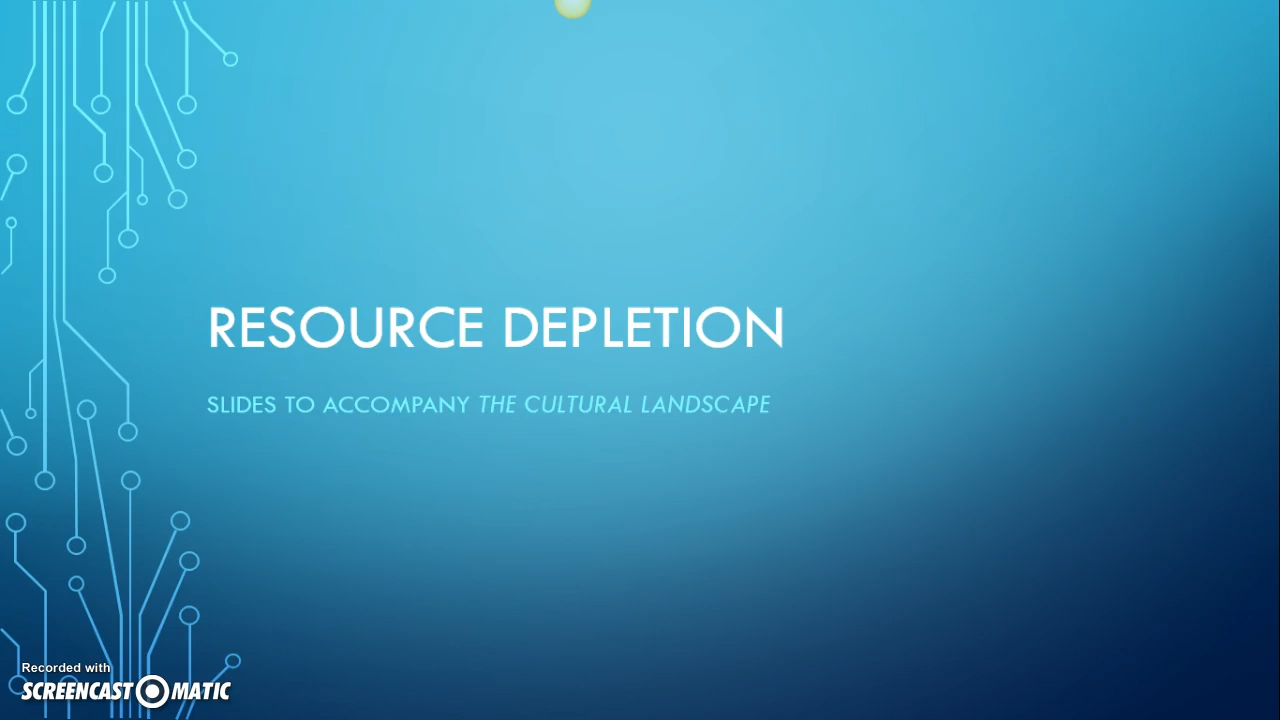 RESOURCE DEPLETION
SLIDES TO ACCOMPANY THE CULTURAL LANDSCAPE
Recorded with
SCREENCAST MATIC